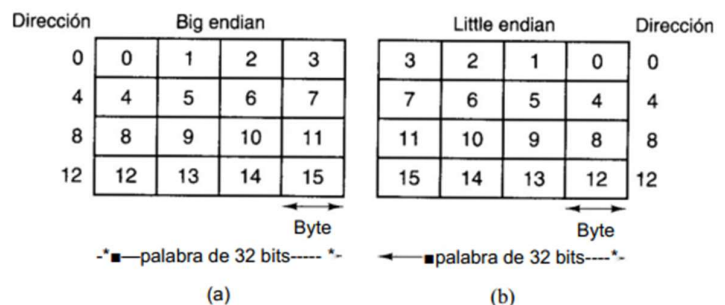 Dirección Big endian Little endian Dirección
0 0 1 2 3 3 2 1 0 0
4 4 5 6 7 7 6 5 4 4
8 8 9 10 11 11 10 9 8 8
12 12 13 14 15 15 14 13 12 12
Byte Byte
-*■—palabra de 32 bits----- *- ■palabra de 32 bits----*-
(a) (b)